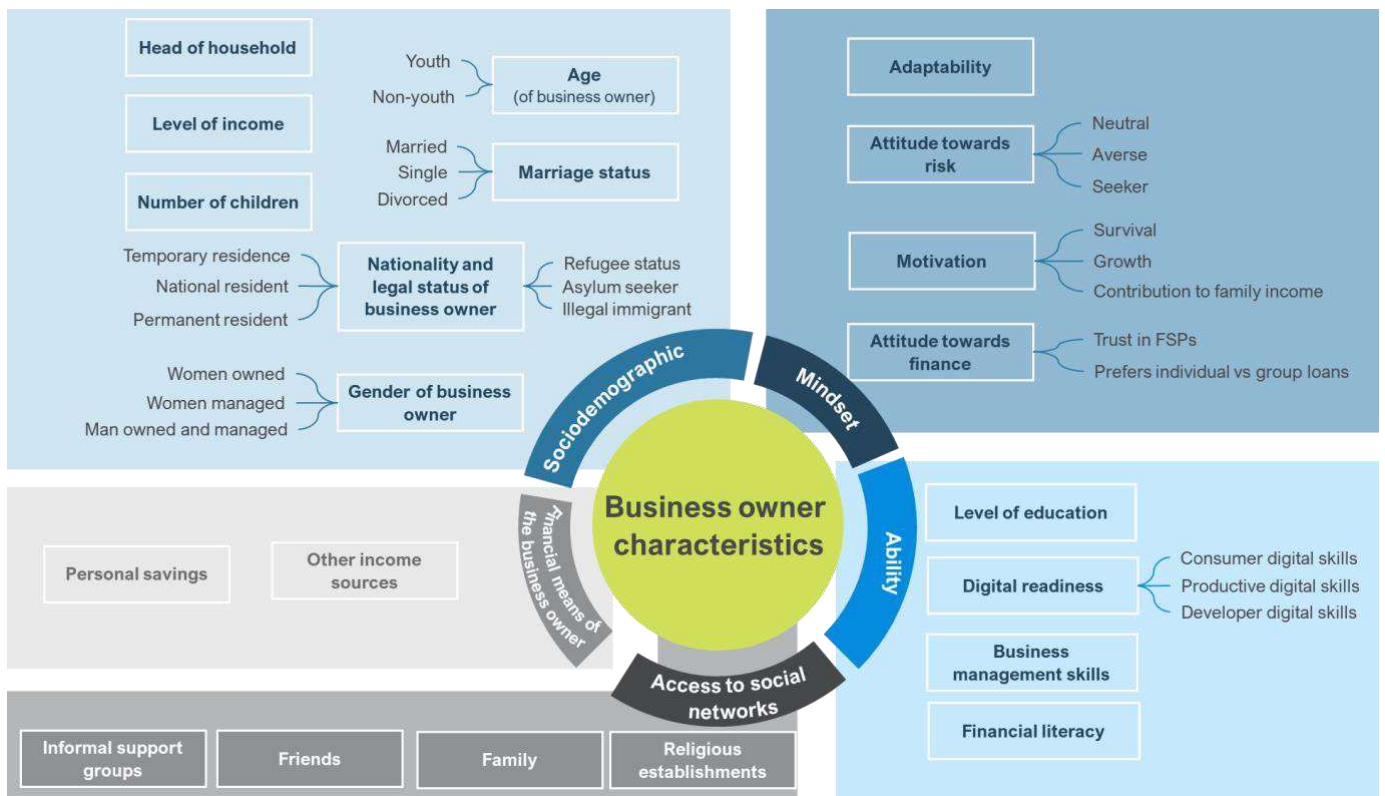 Head of household
Level of income
Number of children
Youth
Non-youth
Age
(of business owner)
Married
Single
Divorced
Marriage status
Temporary residence
National resident
Permanent resident
Nationality and
legal status of
business owner
Refugee status
Asylum seeker
Illegal immigrant
Women owned
Women managed
Man owned and managed
Gender of business
owner
Sociodemographic
Adaptability
Attitude towards
risk
Neutral
Averse
Seeker
Motivation
Survival
Growth
Contribution to family income
Attitude towards
finance
Trust in FSPs
Prefers individual vs group loans
Mindset
Business owner
characteristics
Personal savings
Other income
sources
Financial means of
the business owner
Ability
Level of education
Digital readiness
Consumer digital skills
Productive digital skills
Developer digital skills
Business
management skills
Financial literacy
Access to social
networks
Informal support
groups
Friends
Family
Religious
establishments